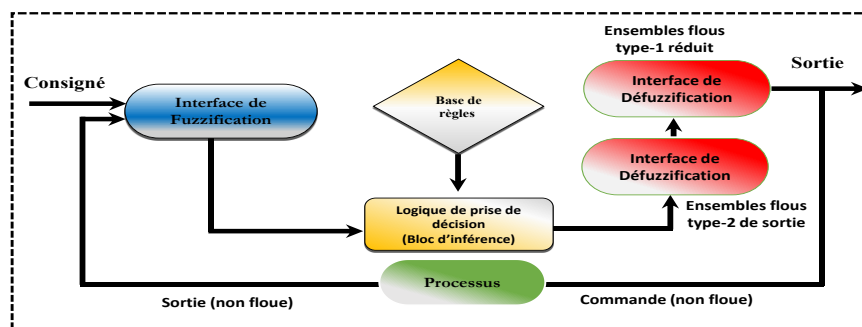 Ensembles flous
type-1 réduit
Consigné
Sortie
Interface de
Fuzzification
Base de
règles
Interface de
Défuzzification
Interface de
Défuzzification
Logique de prise de
décision
(Bloc d'inférence)
Ensembles flous
type-2 de sortie
Processus
Sortie (non floue)
Commande (non floue)